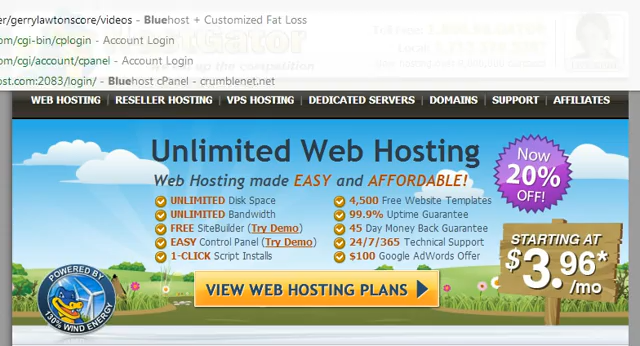 er/gerrylawtonscore/videos - Bluehost + Customized Fat Loss
om/cgi-bin/cplogin - Account Login
om/cgi/account/cpanel - Account Login
ost.com:2083/login/ - Bluehost cPanel - crumblenet.net
WEB HOSTING RESELLER HOSTING VPS HOSTING DEDICATED SERVERS DOMAINS SUPPORT AFFILIATES
Unlimited Web Hosting
Web Hosting made EASY and AFFORDABLE!
UNLIMITED Disk Space
UNLIMITED Bandwidth
FREE SiteBuilder (Try Demo)
EASY Control Panel (Try Demo)
1-CLICK Script Installs
4,500 Free Website Templates
99.9% Uptime Guarantee
45 Day Money Back Guarantee
24/7/365 Technical Support
$100 Google AdWords Offer
Now
20%
OFF!
STARTING AT
$3.96*
/mo
VIEW WEB HOSTING PLANS
POWERED BY
130% WIND ENERGY